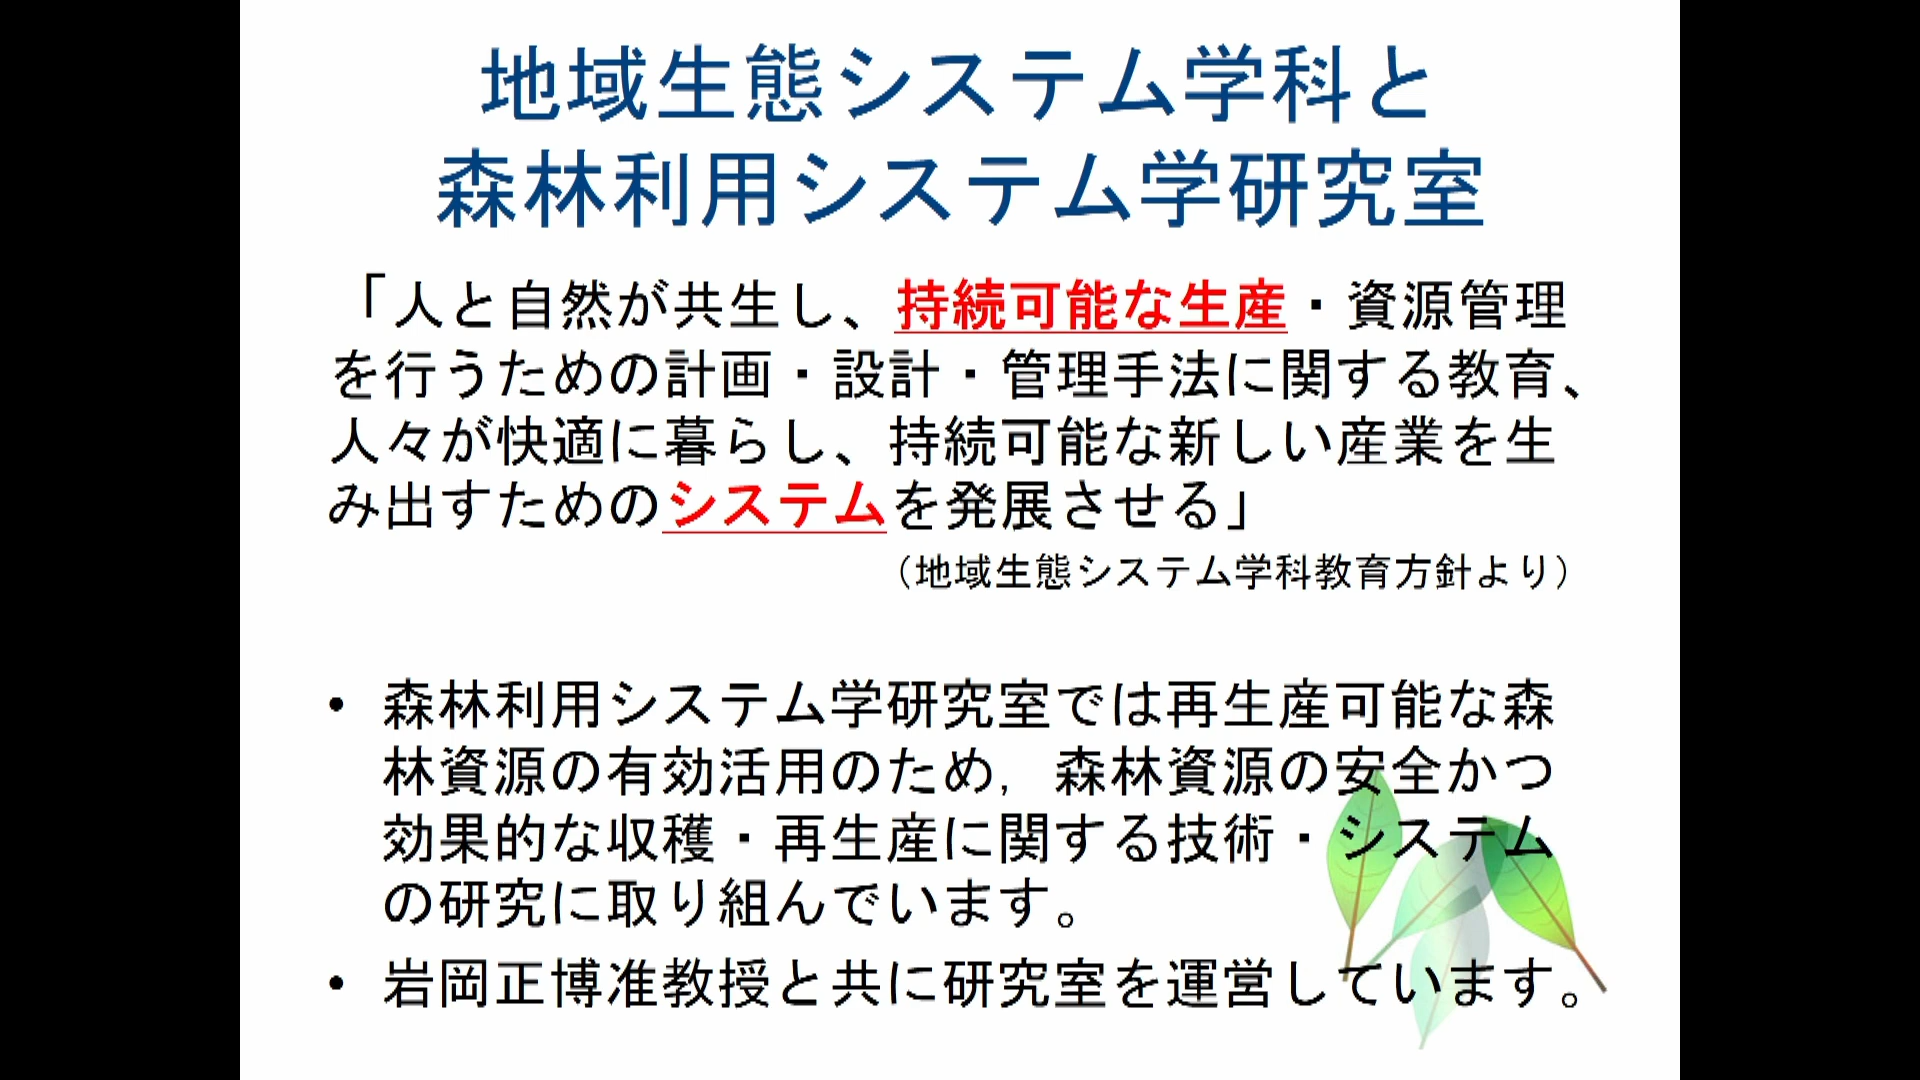 地域生態システム学科と
森林利用システム学研究室
「人と自然が共生し、持続可能な生産・資源管理
を行うための計画・設計・管理手法に関する教育、
人々が快適に暮らし、持続可能な新しい産業を生
み出すためのシステムを発展させる」
（地域生態システム学科教育方針より）
• 森林利用システム学研究室では再生産可能な森
林資源の有効活用のため，森林資源の安全かつ
効果的な収穫・再生産に関する技術・システム
の研究に取り組んでいます。
• 岩岡正博准教授と共に研究室を運営しています。